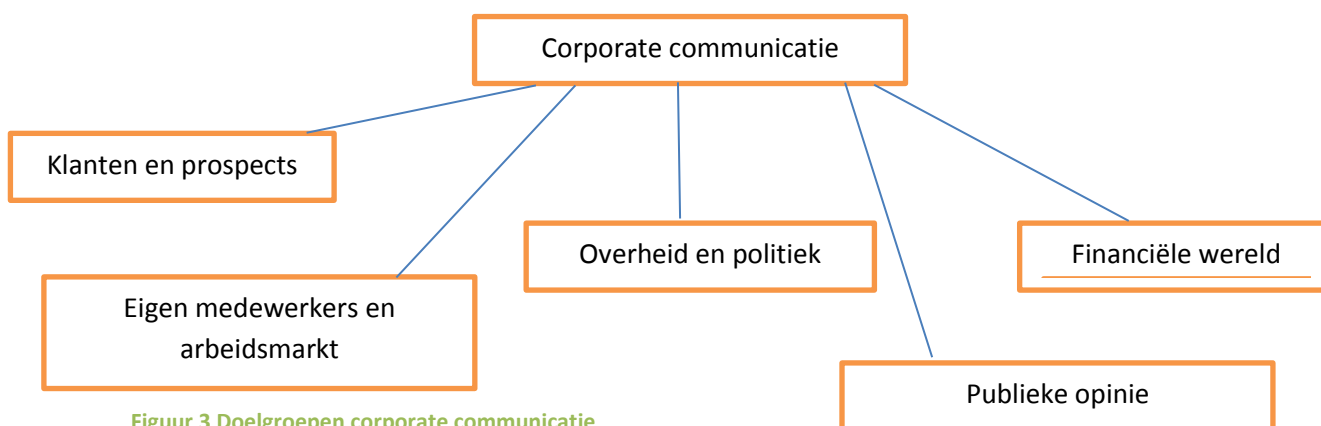 Corporate communicatie
Klanten en prospects
Overheid en politiek
Financiële wereld
Eigen medewerkers en
arbeidsmarkt
Publieke opinie
Figuur 3 Doelgroepen corporate communicatie